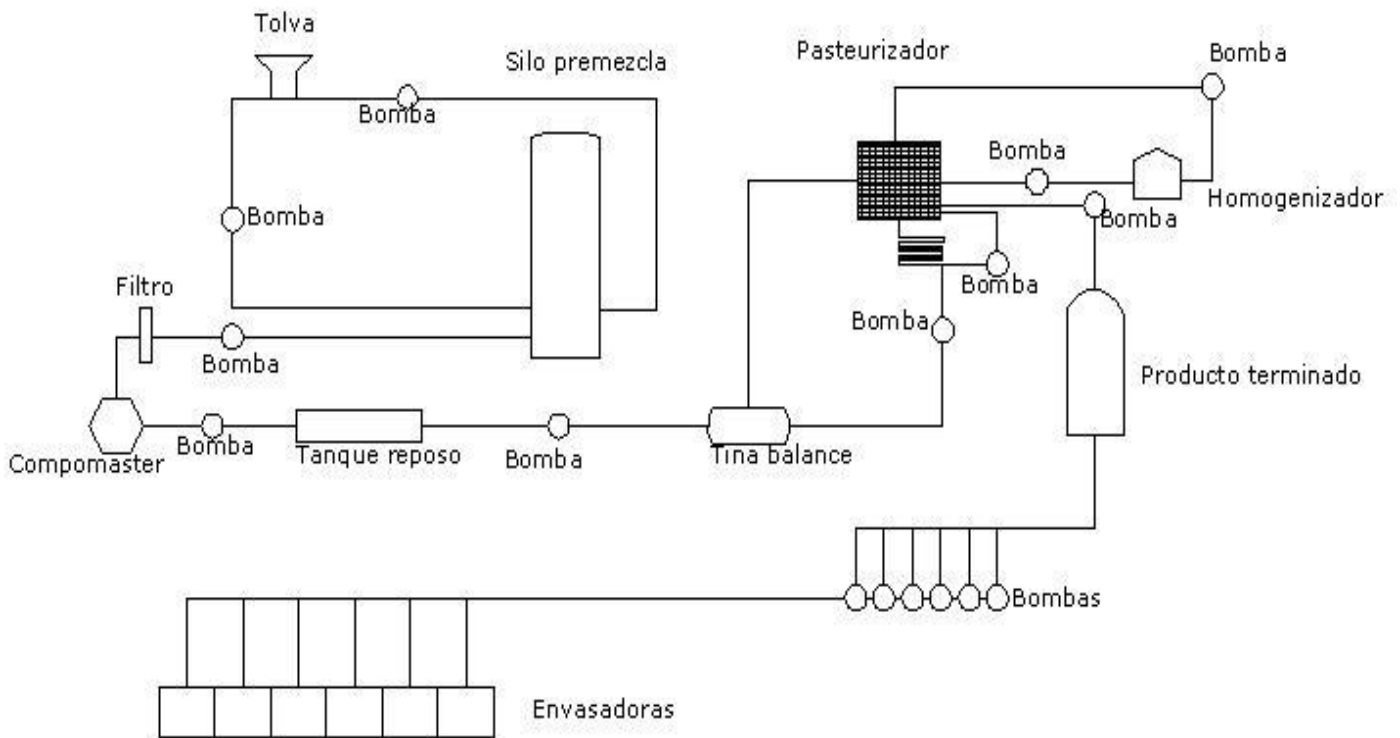 Tolva
Silo premezcla
Pasteurizador
Bomba
Bomba
Bomba
Bomba
Homogenizador
Bomba
Filtro
Bomba
Bomba
Bomba
Producto terminado
Compomaster
Bomba
Tanque reposo
Bomba
Tina balance
Bombas
Envasadoras